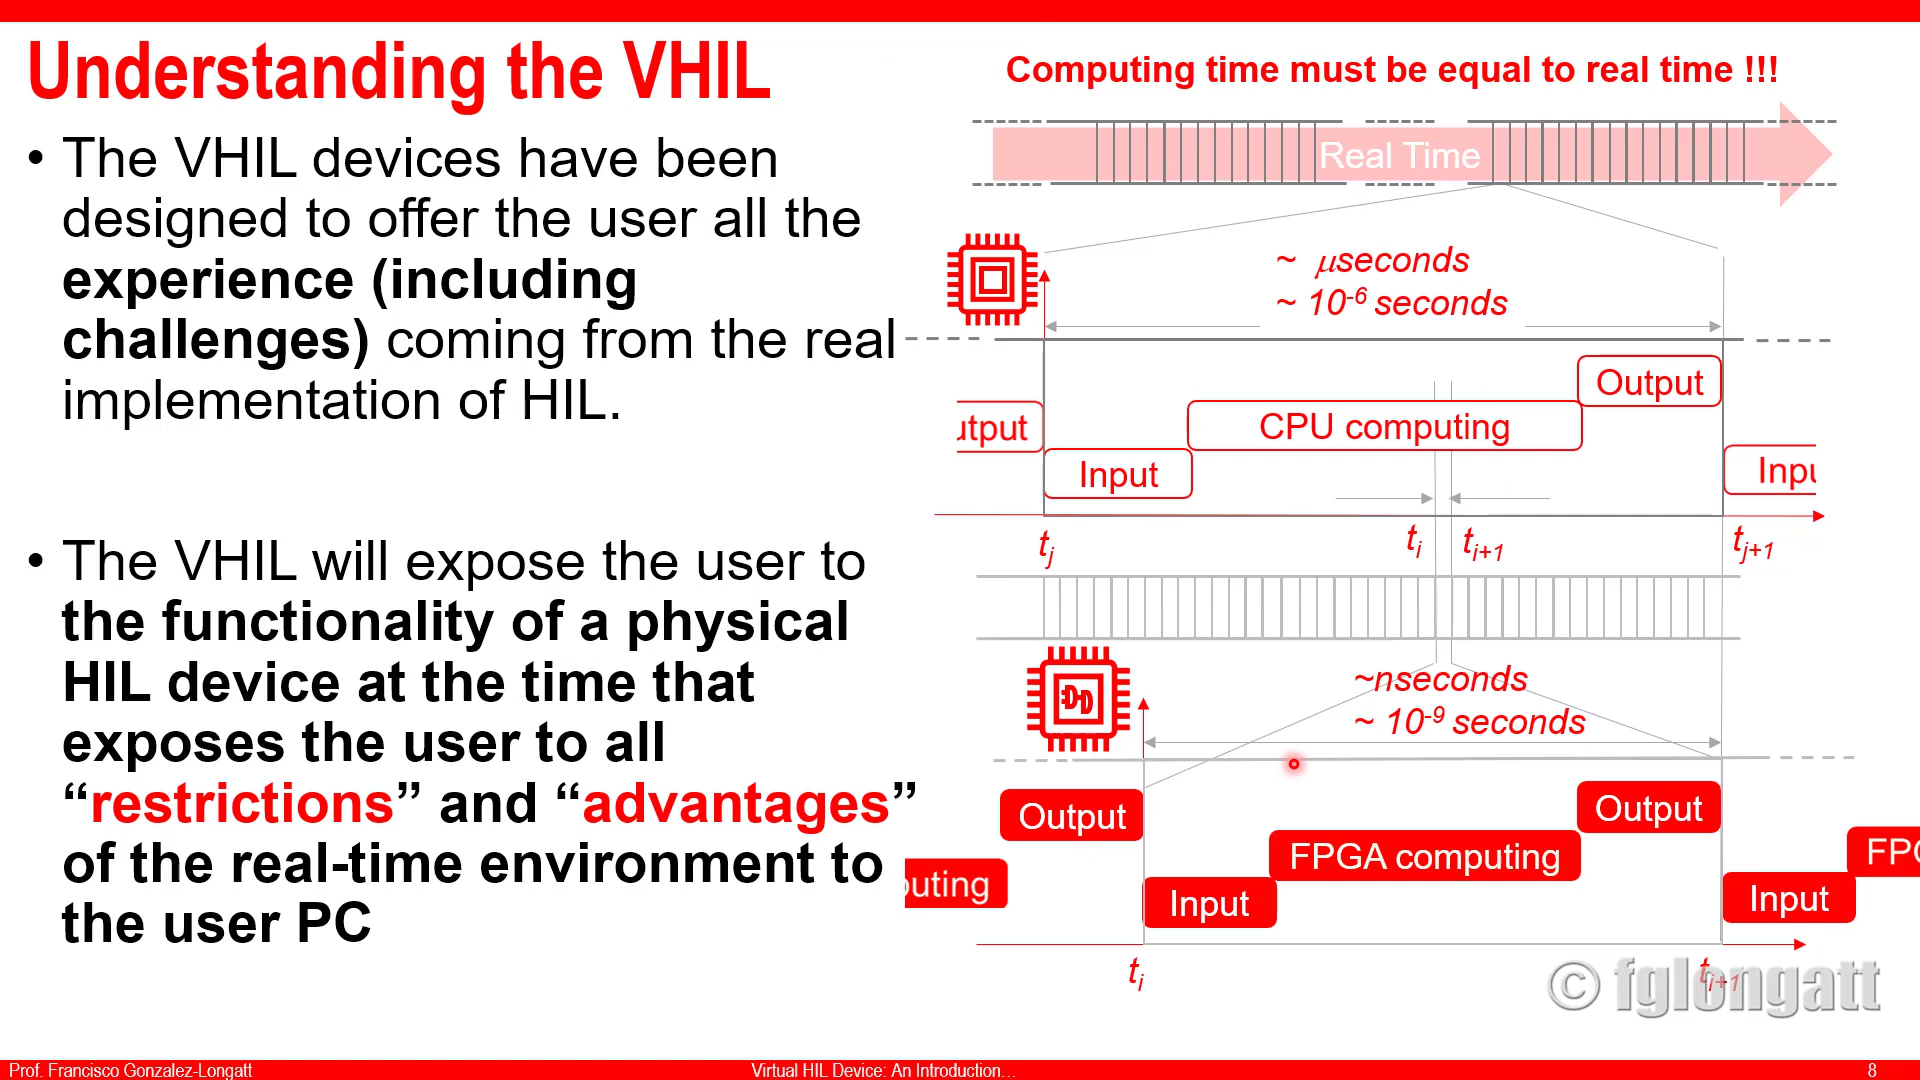 Understanding the VHIL
• The VHIL devices have been
designed to offer the user all the
experience (including
challenges) coming from the real
implementation of HIL.
• The VHIL will expose the user to
the functionality of a physical
HIL device at the time that
exposes the user to all
“restrictions” and “advantages”
of the real-time environment to
the user PC
Computing time must be equal to real time !!!
Real Time
~ μseconds
~ 10-6 seconds
Output
CPU computing
utput
Input
Inpu
tj
ti
ti+1
tj+1
~nseconds
~ 10-9 seconds
Output
Output
FPGA computing
FPG
puting
Input
Input
ti
ti+1
© fglongatt
Prof. Francisco Gonzalez-Longatt
Virtual HIL Device: An Introduction...
8